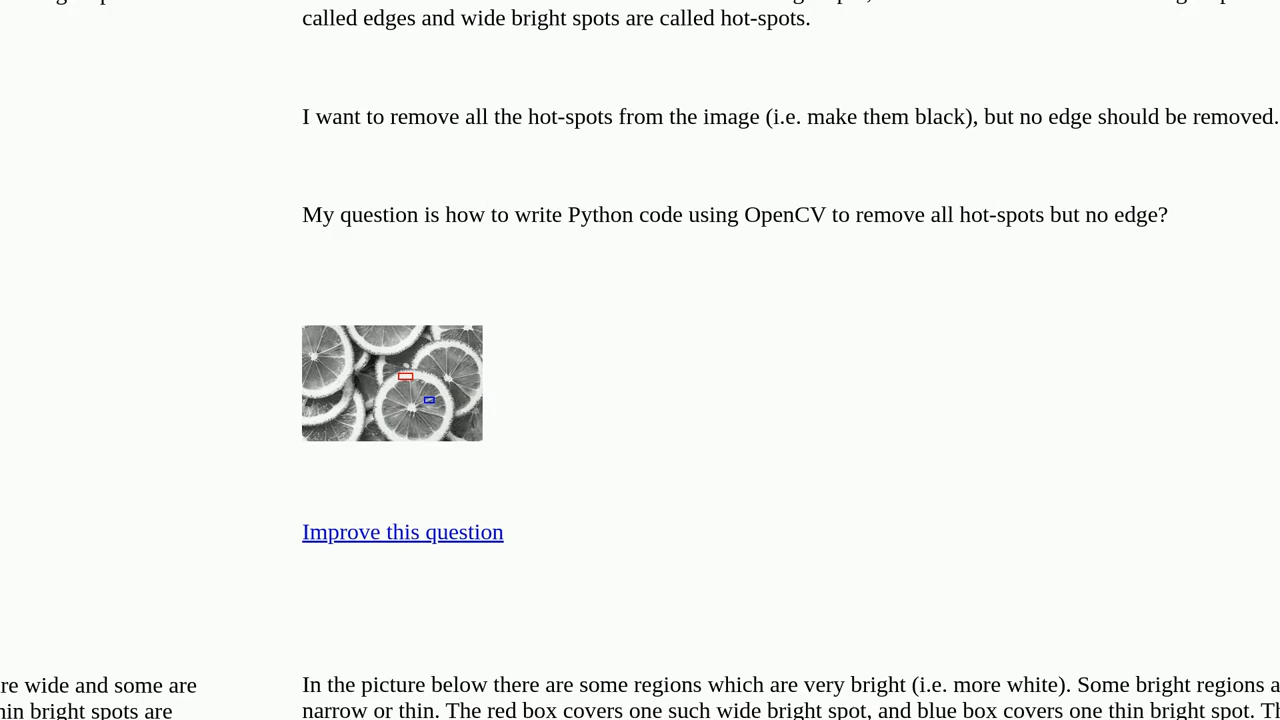 called edges and wide bright spots are called hot-spots.
I want to remove all the hot-spots from the image (i.e. make them black), but no edge should be removed.
My question is how to write Python code using OpenCV to remove all hot-spots but no edge?
Improve this question
re wide and some are
hin bright spots are
In the picture below there are some regions which are very bright (i.e. more white). Some bright regions a
narrow or thin. The red box covers one such wide bright spot, and blue box covers one thin bright spot. Th